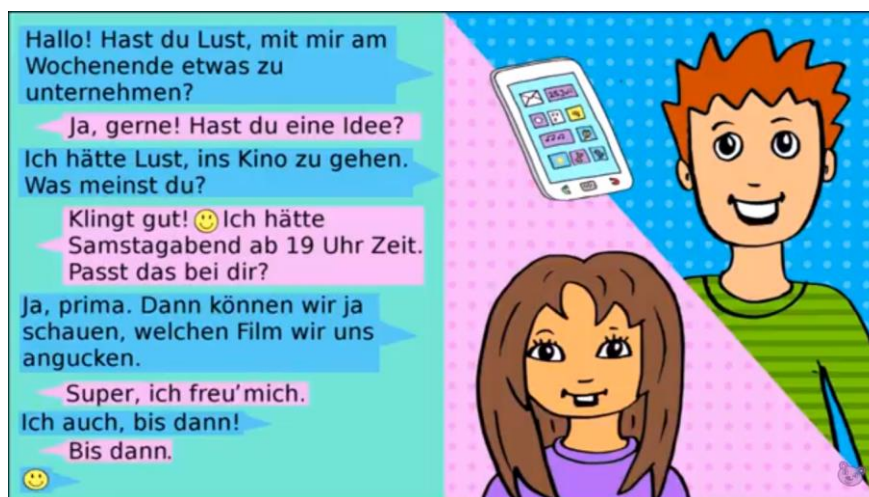 Hallo! Hast du Lust, mit mir am
Wochenende etwas zu
unternehmen?
Ja, gerne! Hast du eine Idee?
Ich hätte Lust, ins Kino zu gehen.
Was meinst du?
Klingt gut! 🙂 Ich hätte
Samstagabend ab 19 Uhr Zeit.
Passt das bei dir?
Ja, prima. Dann können wir ja
schauen, welchen Film wir uns
angucken.
Super, ich freu’mich.
Ich auch, bis dann!
Bis dann.
🙂